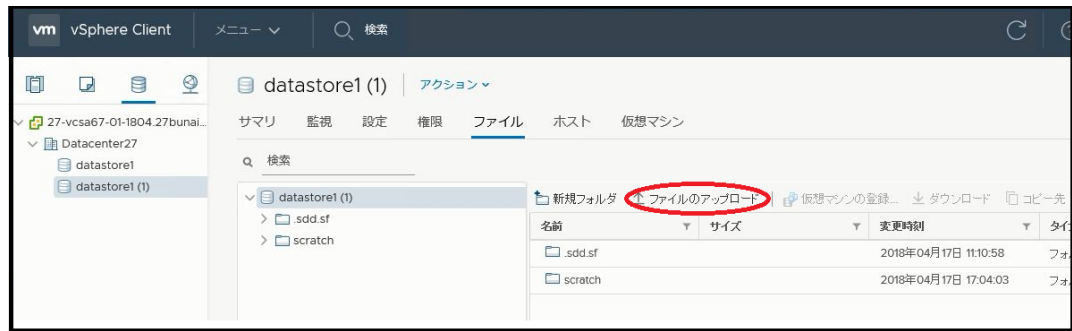 vm vSphere Client メニュー 検索
datastore1 (1) アクション
27-vcsa67-01-1804.27bunai...
サマリ 監視 設定 権限 ファイル ホスト 仮想マシン
Datacenter27
datastore1
検索
datastore1 (1)
datastore1 (1)
新規フォルダ ファイルのアップロード 仮想マシンの登録... ダウンロード コピー先
.sdd.sf
名前 サイズ 変更時刻
scratch
.sdd.sf 2018年04月17日 11:10:58
scratch 2018年04月17日 17:04:03